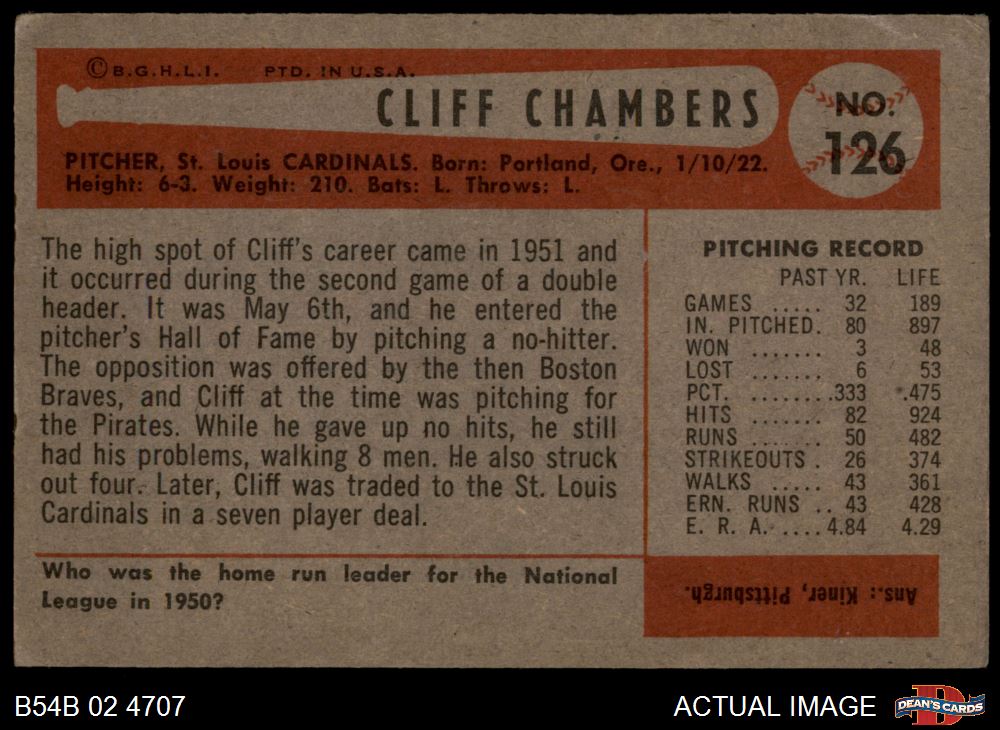 © B.G.H.L.I. PTD. IN U.S.A.
CLIFF CHAMBERS
NO.
126
PITCHER, St. Louis CARDINALS. Born: Portland, Ore., 1/10/22.
Height: 6-3. Weight: 210. Bats: L. Throws: L.
The high spot of Cliff's career came in 1951 and
it occurred during the second game of a double
header. It was May 6th, and he entered the
pitcher's Hall of Fame by pitching a no-hitter.
The opposition was offered by the then Boston
Braves, and Cliff at the time was pitching for
the Pirates. While he gave up no hits, he still
had his problems, walking 8 men. He also struck
out four. Later, Cliff was traded to the St. Louis
Cardinals in a seven player deal.
PITCHING RECORD
PAST YR. LIFE
GAMES ..... 32 189
IN. PITCHED. 80 897
WON ....... 3 48
LOST ....... 6 53
PCT. ........333 .475
HITS ....... 82 924
RUNS ....... 50 482
STRIKEOUTS . 26 374
WALKS ..... 43 361
ERN. RUNS .. 43 428
E. R. A. ....4.84 4.29
Who was the home run leader for the National
League in 1950?
Ans.: Kiner, Pittsburgh.
B54B 02 4707
ACTUAL IMAGE
D
DEAN'S CARDS